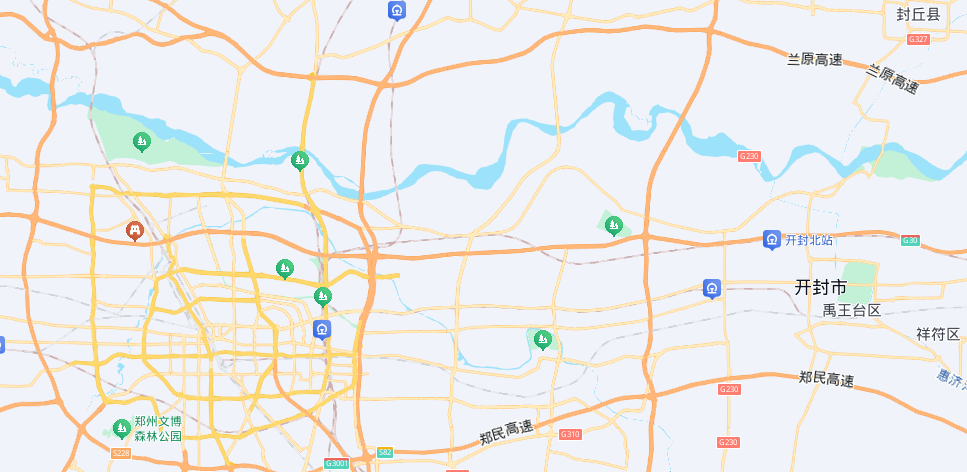 封丘县
G327
兰原高速
兰原高速
G230
开封北站
G30
开封市
禹王台区
祥符区
惠济
郑民高速
G230
郑州文博
森林公园
郑民高速
G310
G230
S228
S82
G3001